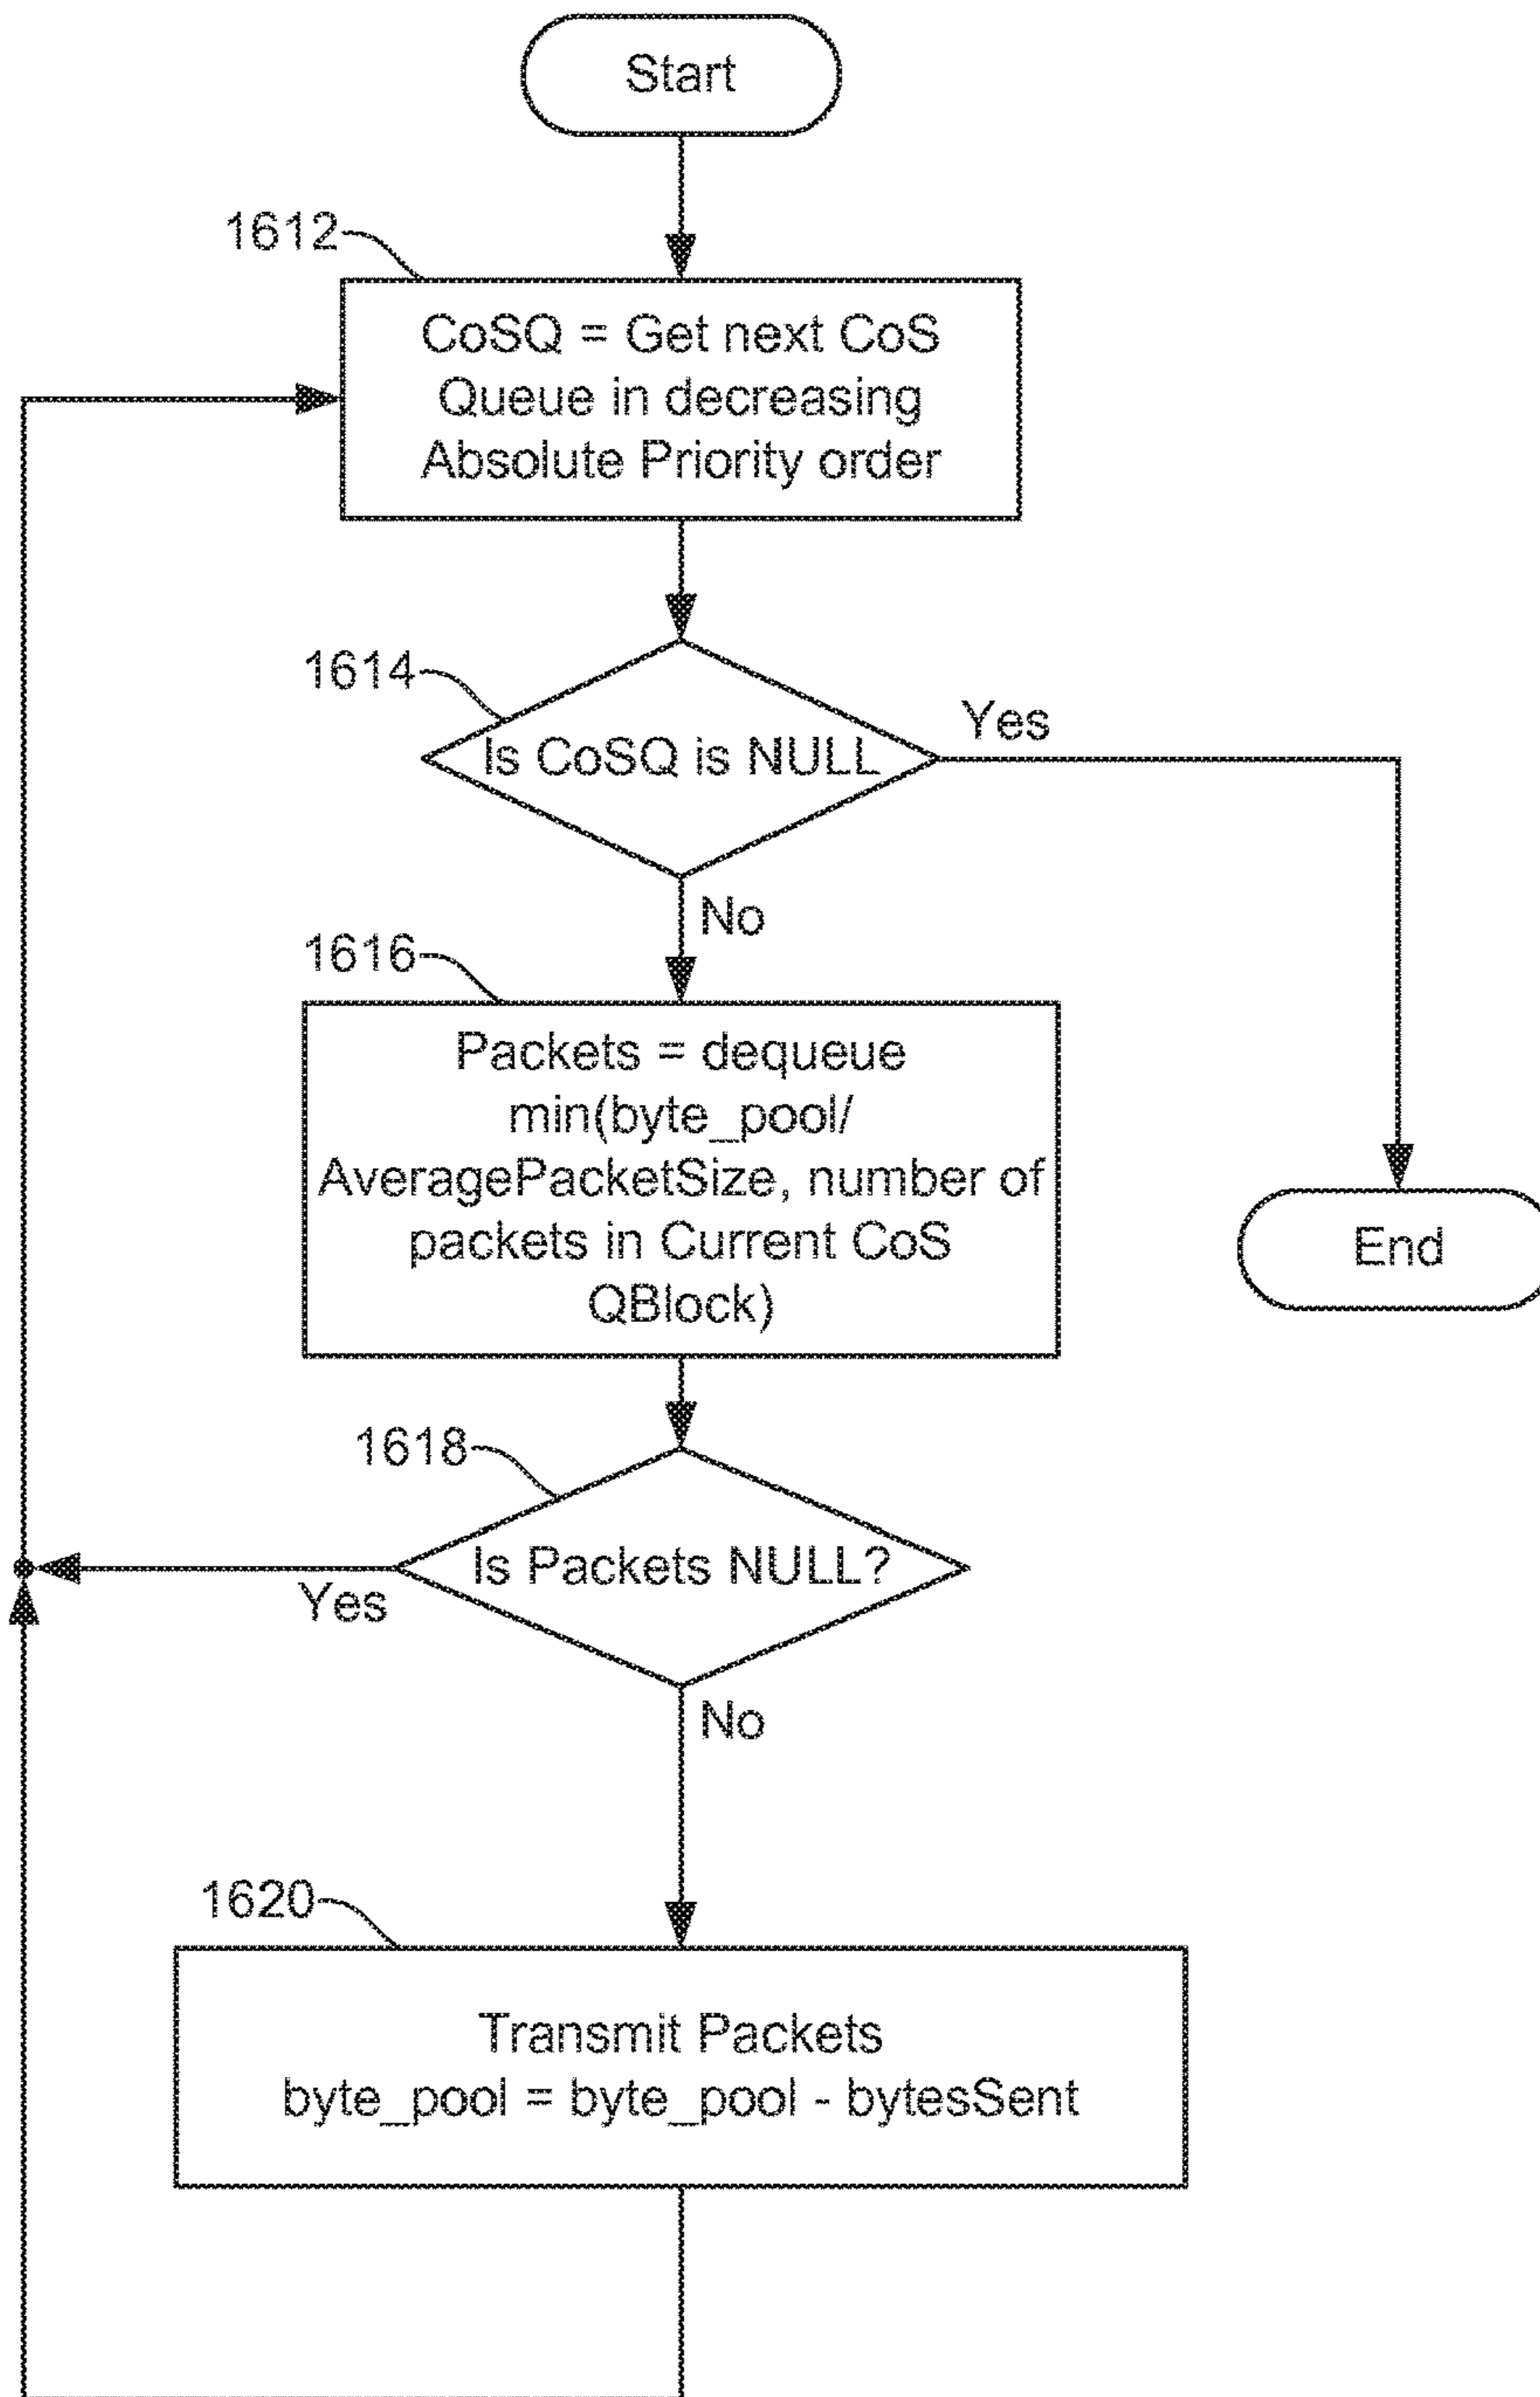 Start
1612
CoSQ = Get next CoS
Queue in decreasing
Absolute Priority order
1614
Is CoSQ is NULL
Yes
No
1616
Packets = dequeue
min(byte_pool/
AveragePacketSize, number of
packets in Current CoS
QBlock)
End
1618
Is Packets NULL?
Yes
No
1620
Transmit Packets
byte_pool = byte_pool - bytesSent